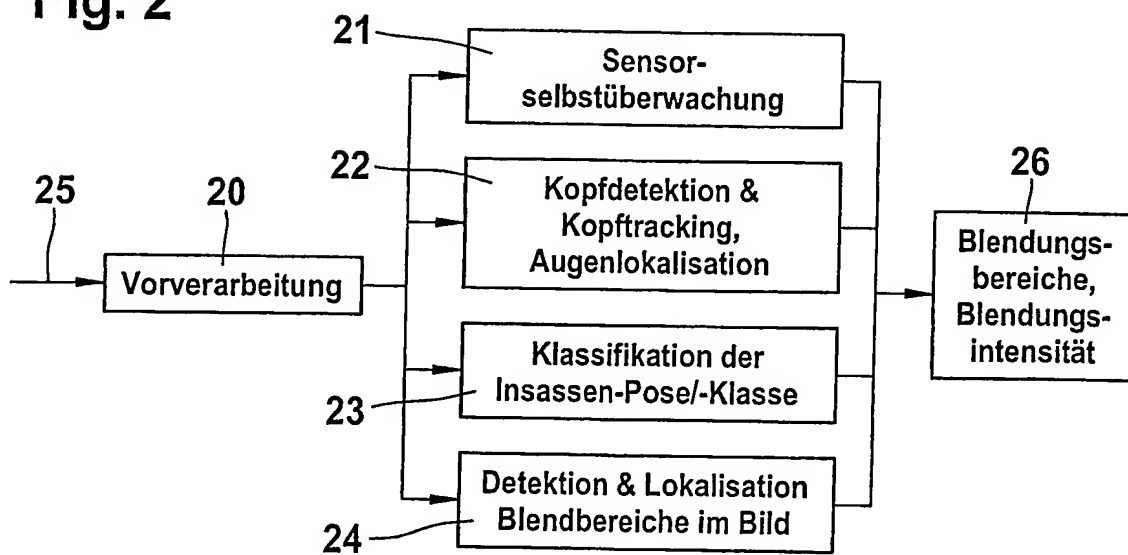 Fig. 2
21
Sensor-
selbstüberwachung
22
Kopfdetektion &
Kopftracking,
Augenlokalisation
25
20
Vorverarbeitung
26
Blendungs-
bereiche,
Blendungs-
intensität
Klassifikation der
Insassen-Pose/-Klasse
23
Detektion & Lokalisation
Blendbereiche im Bild
24